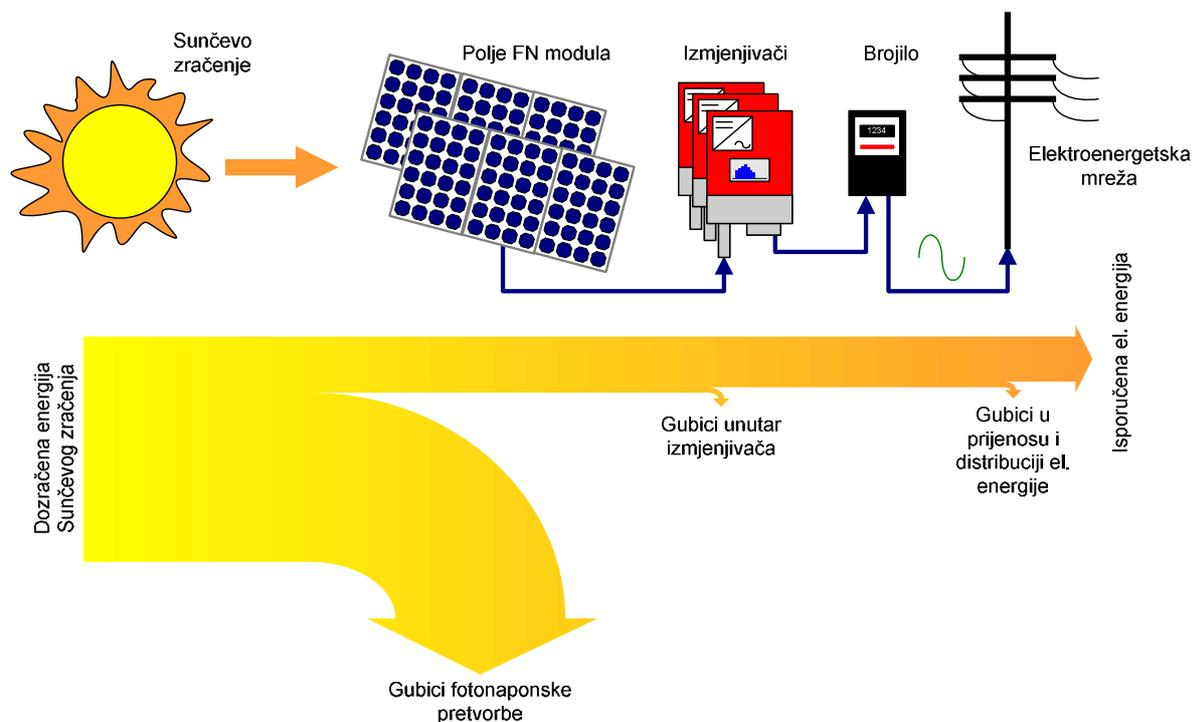 Sunčevo
zračenje
Polje FN modula
Izmjenjivači
Brojilo
1234
Elektroenergetska
mreža
Dozračena energija
Sunčevog zračenja
Isporučena el. energija
Gubici unutar
izmjenjivača
Gubici u
prijenosu i
distribuciji el.
energije
Gubici fotonaponske
pretvorbe